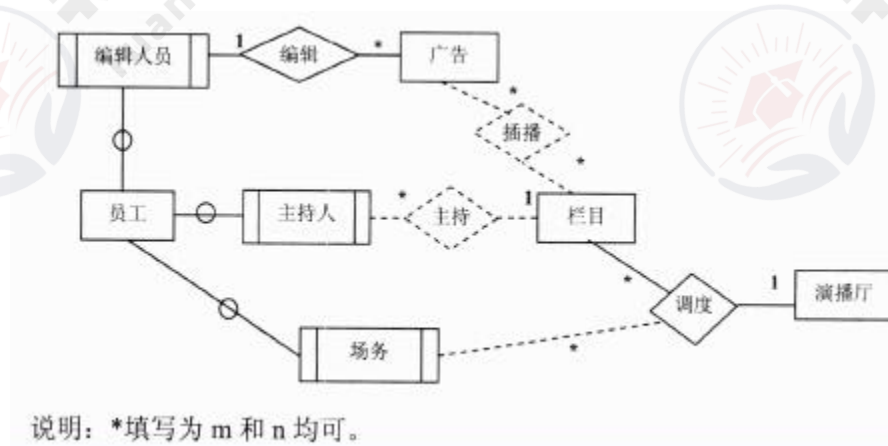 编辑人员 1 编辑 * 广告
*
插播
*
员工 主持人 * 主持 1 栏目
* 调度 1 演播厅
场务 *
说明：*填写为 m 和 n 均可。